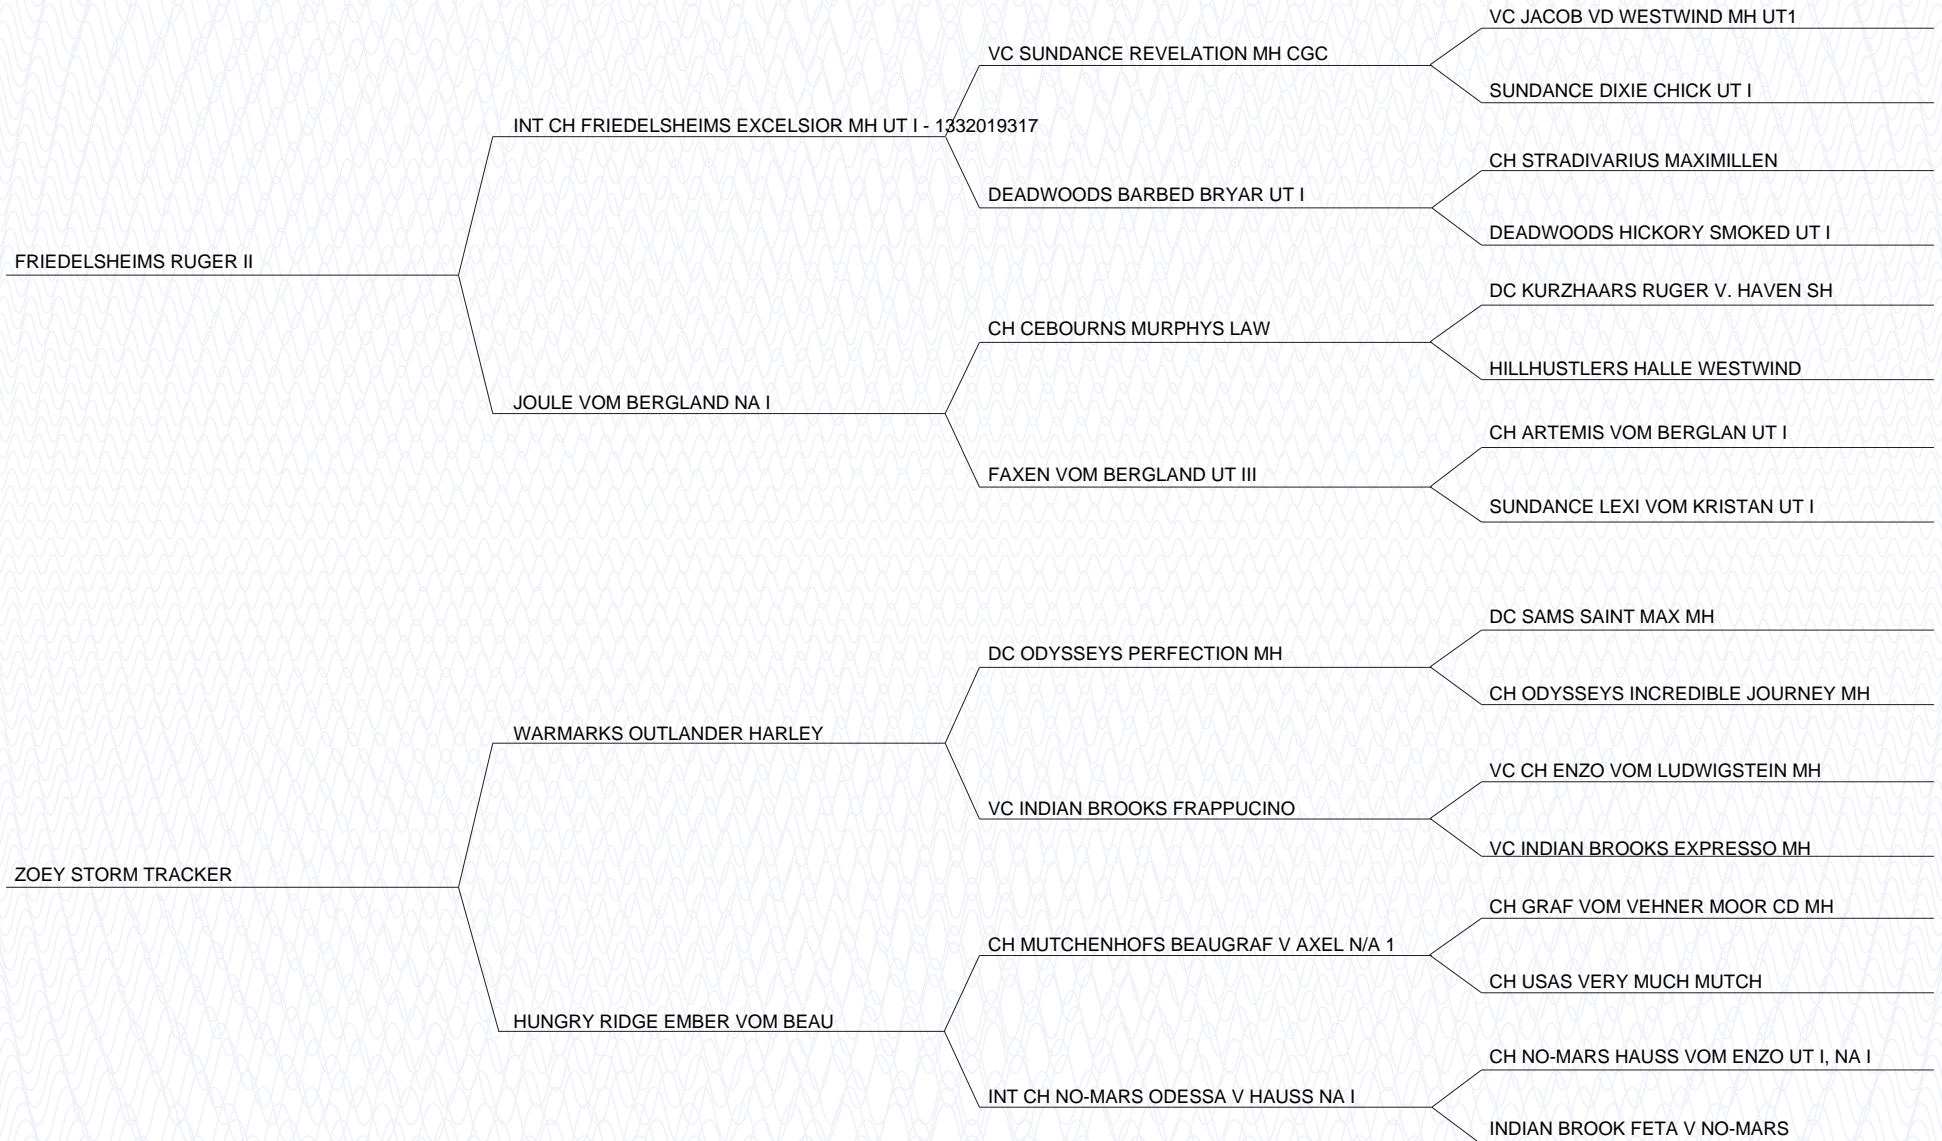 VC JACOB VD WESTWIND MH UT1
VC SUNDANCE REVELATION MH CGC
SUNDANCE DIXIE CHICK UT I
INT CH FRIEDELSHEIMS EXCELSIOR MH UT I - 1332019317
CH STRADIVARIUS MAXIMILLEN
DEADWOODS BARBED BRYAR UT I
DEADWOODS HICKORY SMOKED UT I
FRIEDELSHEIMS RUGER II
DC KURZHAARS RUGER V. HAVEN SH
CH CEBOURNS MURPHYS LAW
HILLHUSTLERS HALLE WESTWIND
JOULE VOM BERGLAND NA I
CH ARTEMIS VOM BERGLAN UT I
FAXEN VOM BERGLAND UT III
SUNDANCE LEXI VOM KRISTAN UT I
DC SAMS SAINT MAX MH
DC ODYSSEYS PERFECTION MH
CH ODYSSEYS INCREDIBLE JOURNEY MH
WARMARKS OUTLANDER HARLEY
VC CH ENZO VOM LUDWIGSTEIN MH
VC INDIAN BROOKS FRAPPUCINO
VC INDIAN BROOKS EXPRESSO MH
ZOEY STORM TRACKER
CH GRAF VOM VEHNER MOOR CD MH
CH MUTCHENHOFS BEAUGRAF V AXEL N/A 1
CH USAS VERY MUCH MUTCH
HUNGRY RIDGE EMBER VOM BEAU
CH NO-MARS HAUSS VOM ENZO UT I, NA I
INT CH NO-MARS ODESSA V HAUSS NA I
INDIAN BROOK FETA V NO-MARS